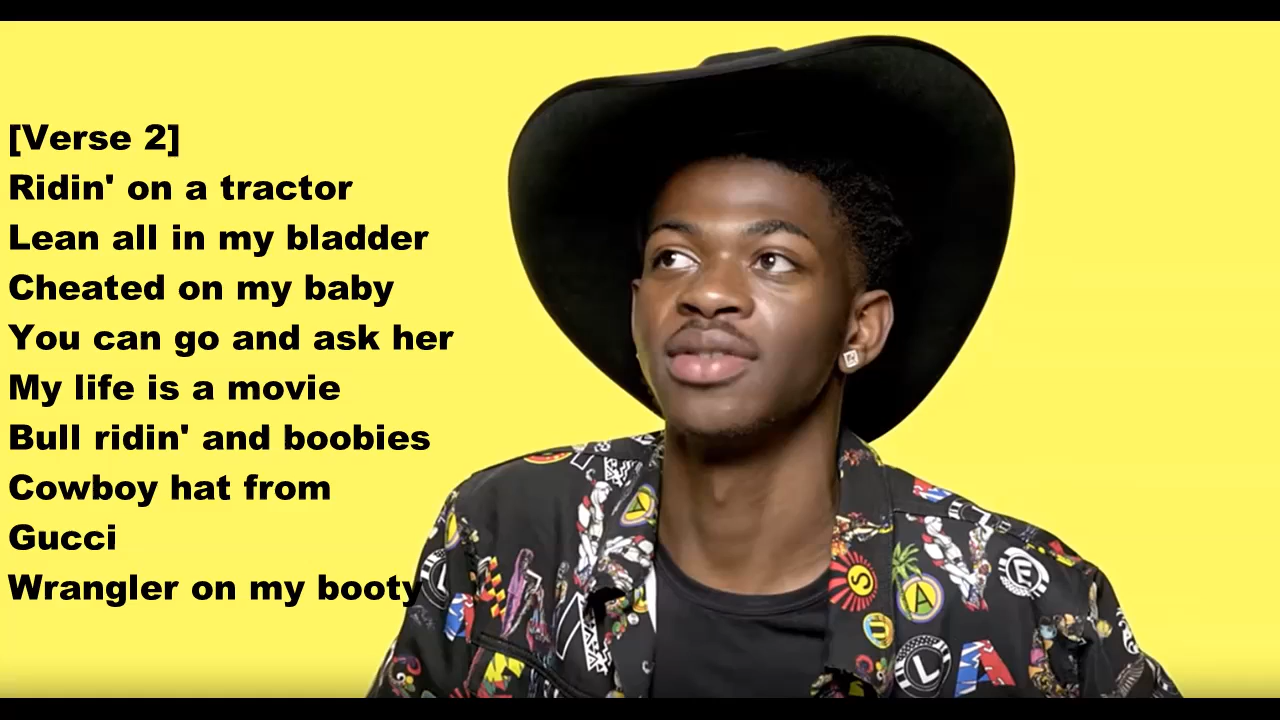 [Verse 2]
Ridin' on a tractor
Lean all in my bladder
Cheated on my baby
You can go and ask her
My life is a movie
Bull ridin' and boobies
Cowboy hat from
Gucci
Wrangler on my booty